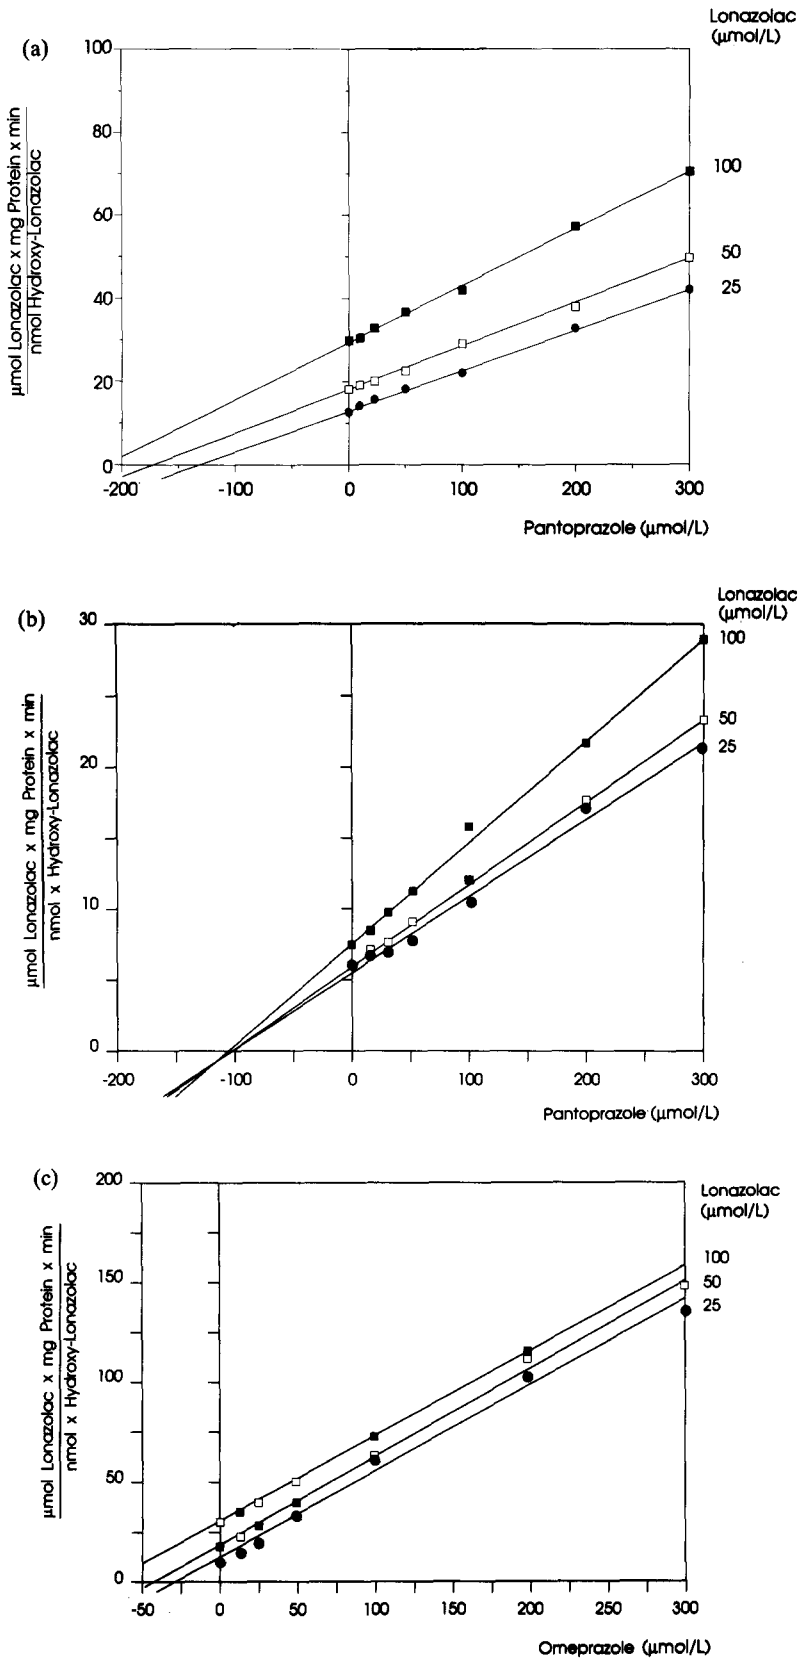 (a)
Lonazolac
(μmol/L)
100
80
60
40
20
0
μmol Lonazolac x mg Protein x min
nmol Hydroxy-Lonazolac
100
50
25
-200
-100
0
100
200
300
Pantoprazole (μmol/L)
(b)
Lonazolac
(μmol/L)
30
20
10
0
μmol Lonazolac x mg Protein x min
nmol x Hydroxy-Lonazolac
100
50
25
-200
-100
0
100
200
300
Pantoprazole (μmol/L)
(c)
Lonazolac
(μmol/L)
200
150
100
50
0
μmol Lonazolac x mg Protein x min
nmol x Hydroxy-Lonazolac
100
50
25
-50
0
50
100
150
200
250
300
Omeprazole (μmol/L)